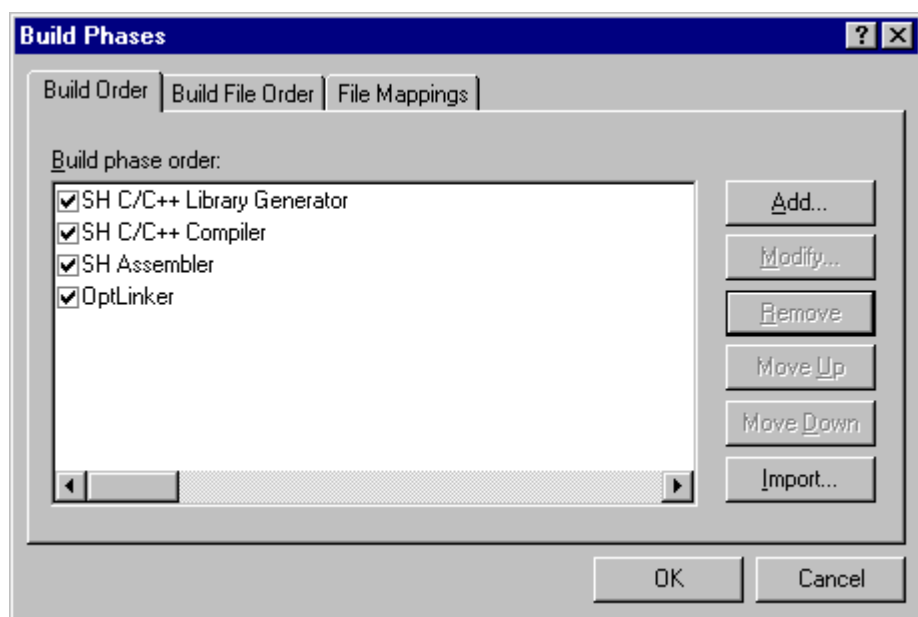 Build Phases
Build Order
Build File Order
File Mappings
Build phase order:
SH C/C++ Library Generator
SH C/C++ Compiler
SH Assembler
OptLinker
Add...
Modify...
Remove
Move Up
Move Down
Import...
OK
Cancel